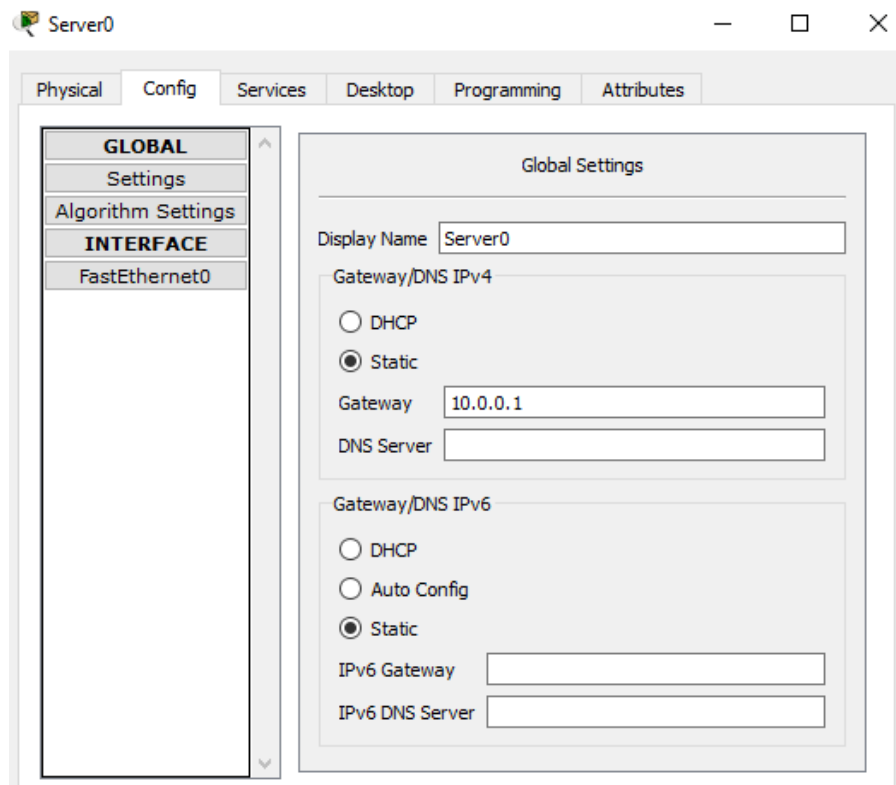 Server0
Physical Config Services Desktop Programming Attributes
GLOBAL
Settings
Algorithm Settings
INTERFACE
FastEthernet0
Global Settings
Display Name Server0
Gateway/DNS IPv4
DHCP
Static
Gateway 10.0.0.1
DNS Server
Gateway/DNS IPv6
DHCP
Auto Config
Static
IPv6 Gateway
IPv6 DNS Server